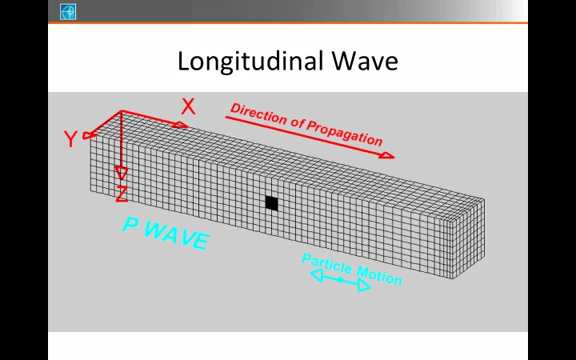 Longitudinal Wave
X
Direction of Propagation
Y
Z
P WAVE
Particle Motion